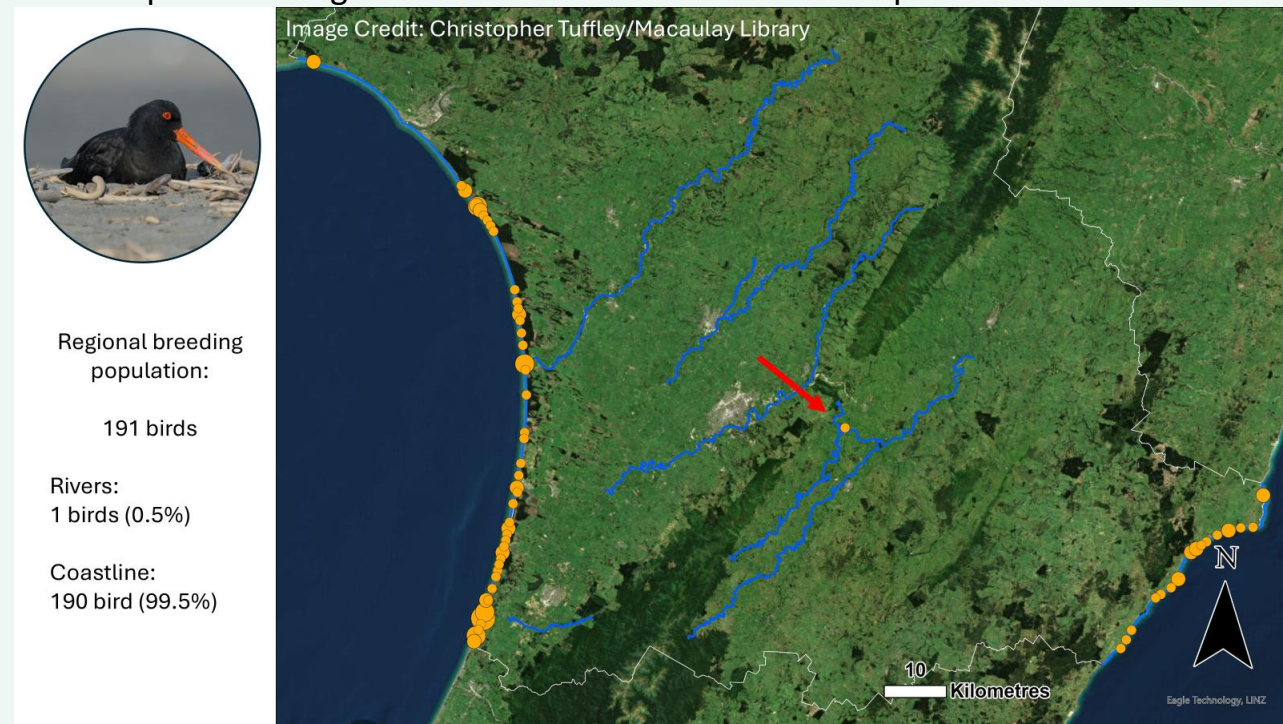 Image Credit: Christopher Tuffley/Macaulay Library
Regional breeding
population:
191 birds
Rivers:
1 birds (0.5%)
Coastline:
190 bird (99.5%)
N
10
Kilometres
Eagle Technology, LINZ